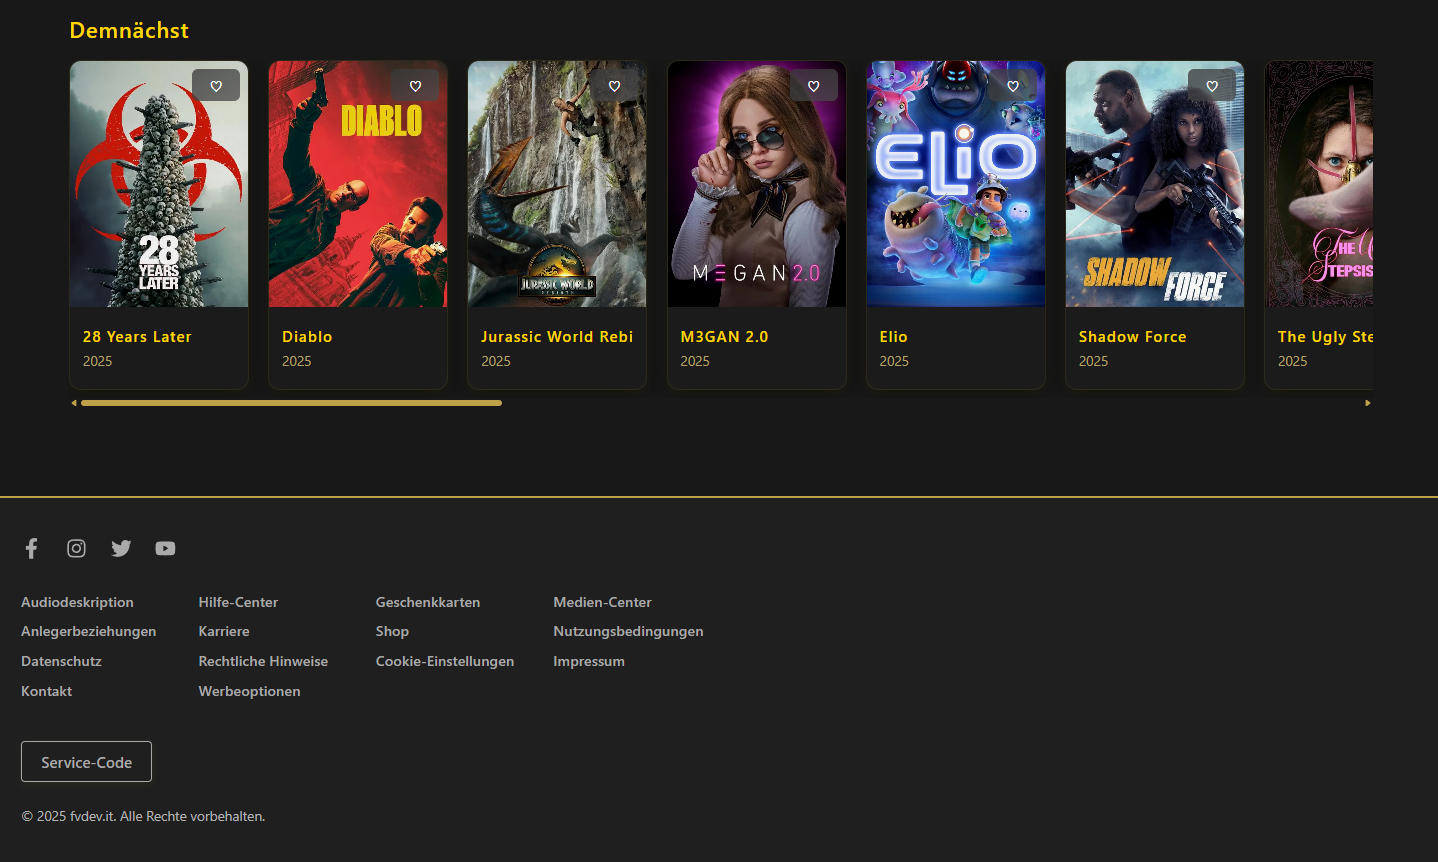 Demnächst
28
YEARS
LATER
DIABLO
JURASSIC WORLD
REBIRTH
M3GAN 2.0
ELIO
SHADOW
FORCE
THE
STEPSIS
28 Years Later
2025
Diablo
2025
Jurassic World Rebi
2025
M3GAN 2.0
2025
Elio
2025
Shadow Force
2025
The Ugly Ste
2025
Audiodeskription
Hilfe-Center
Geschenkkarten
Medien-Center
Anlegerbeziehungen
Karriere
Shop
Nutzungsbedingungen
Datenschutz
Rechtliche Hinweise
Cookie-Einstellungen
Impressum
Kontakt
Werbeoptionen
Service-Code
© 2025 fvdev.it. Alle Rechte vorbehalten.